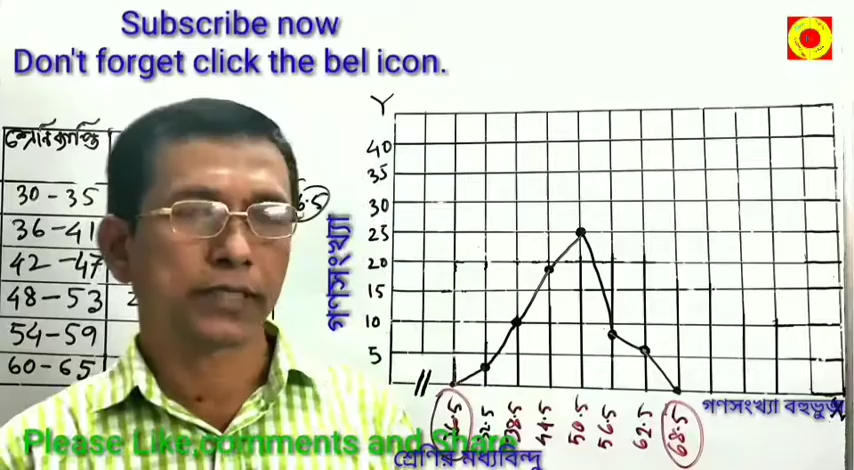 Subscribe now
Don't forget click the bel icon.
Y
শ্রেণিব্যাপ্তি
30 - 35
36 - 41
42 - 47
48 - 53
54 - 59
60 - 65
গণসংখ্যা
40
35
30
25
20
15
10
5
38.5
44.5
50.5
56.5
62.5
68.5
গণসংখ্যা বহুভুজ
Please Like,comments and Share
শ্রেণির মধ্যবিন্দু